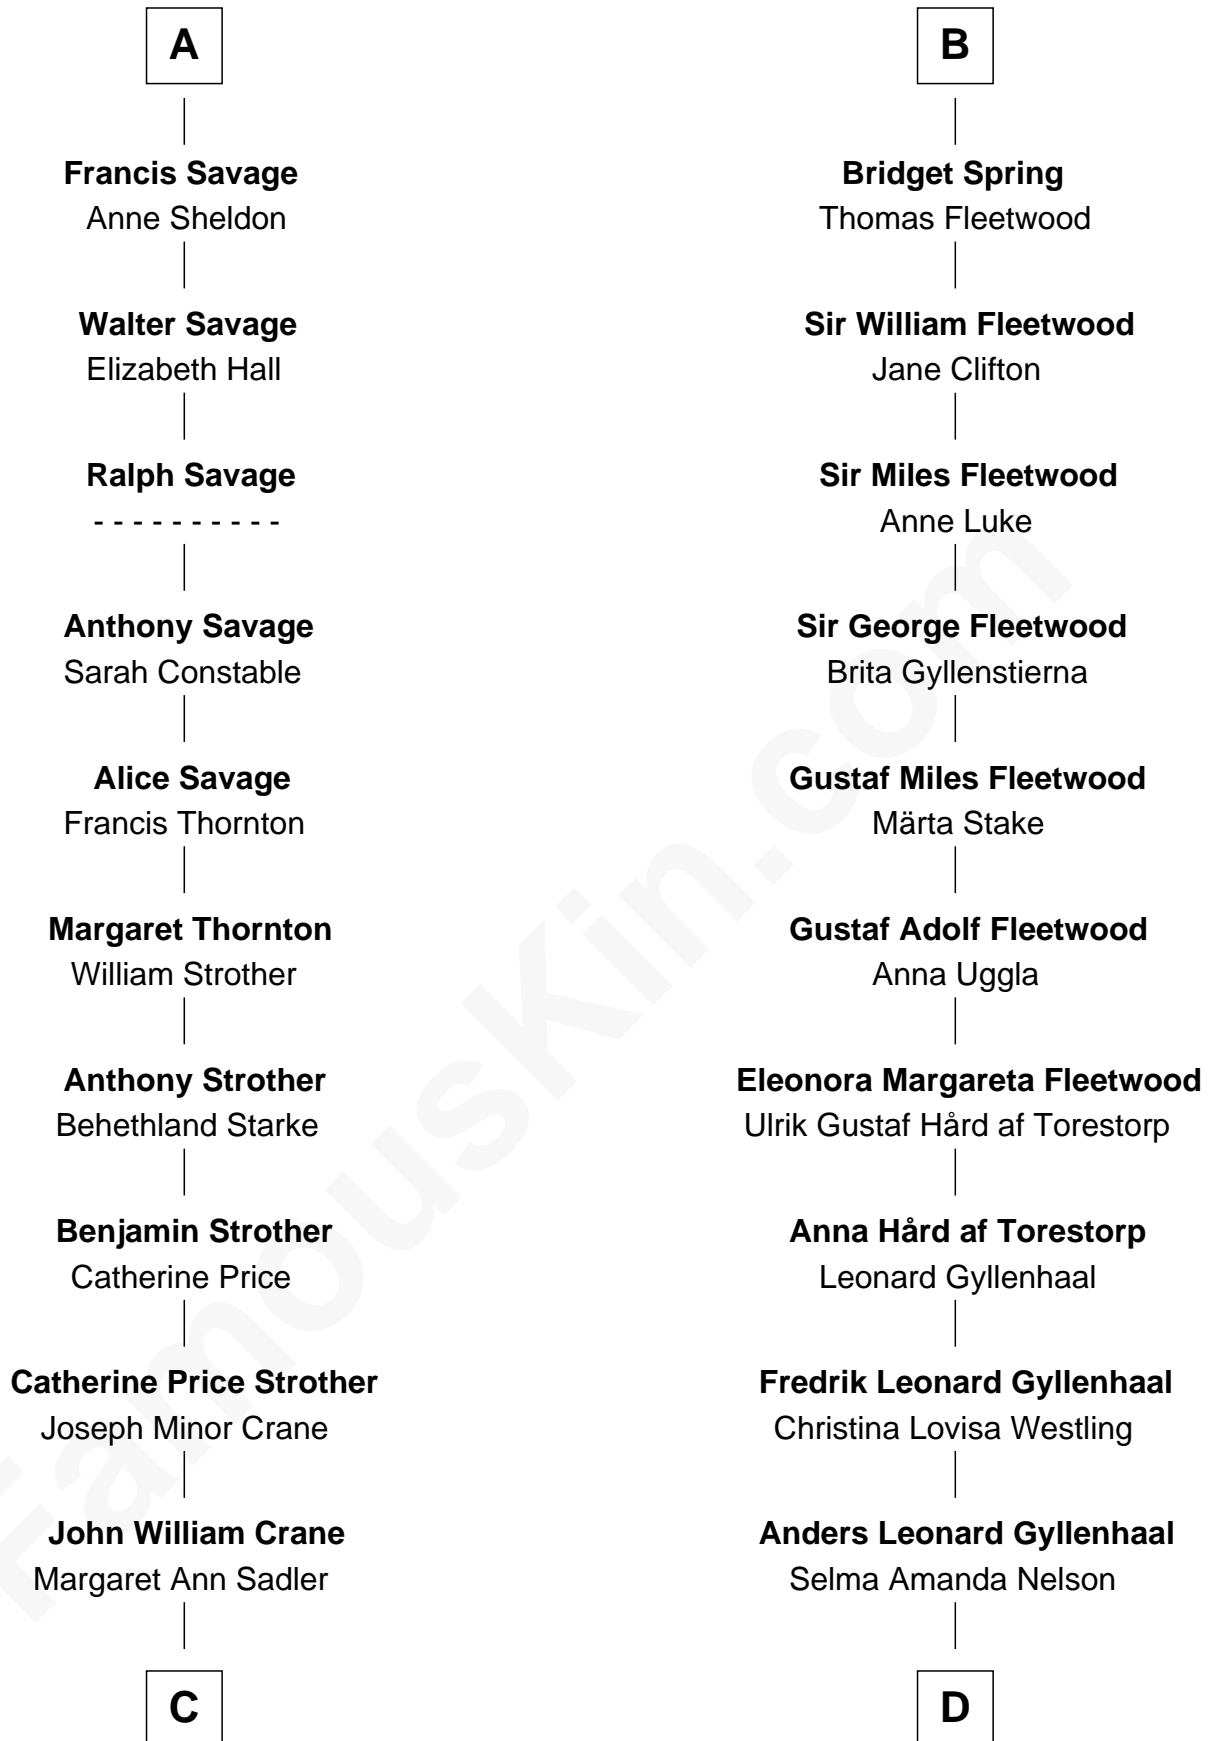 A
Francis Savage
Anne Sheldon
Walter Savage
Elizabeth Hall
Ralph Savage
- - - - - - - - - -
Anthony Savage
Sarah Constable
Alice Savage
Francis Thornton
Margaret Thornton
William Strother
Anthony Strother
Behethland Starke
Benjamin Strother
Catherine Price
Catherine Price Strother
Joseph Minor Crane
John William Crane
Margaret Ann Sadler
C
B
Bridget Spring
Thomas Fleetwood
Sir William Fleetwood
Jane Clifton
Sir Miles Fleetwood
Anne Luke
Sir George Fleetwood
Brita Gyllenstierna
Gustaf Miles Fleetwood
Märta Stake
Gustaf Adolf Fleetwood
Anna Uggla
Eleonora Margareta Fleetwood
Ulrik Gustaf Hård af Torestorp
Anna Hård af Torestorp
Leonard Gyllenhaal
Fredrik Leonard Gyllenhaal
Christina Lovisa Westling
Anders Leonard Gyllenhaal
Selma Amanda Nelson
D
FamousKin.com